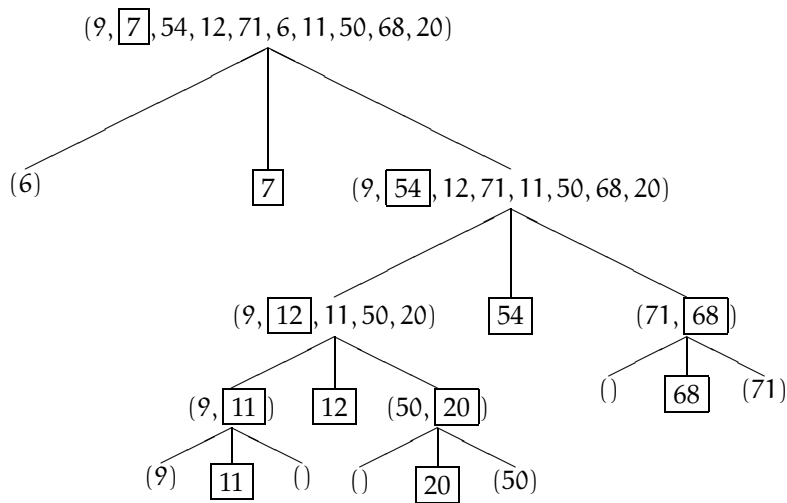 (9, 7, 54, 12, 71, 6, 11, 50, 68, 20)
(6) 7 (9, 54, 12, 71, 11, 50, 68, 20)
(9, 12, 11, 50, 20) 54 (71, 68)
(9, 11) 12 (50, 20) () 68 (71)
(9) 11 () () 20 (50)